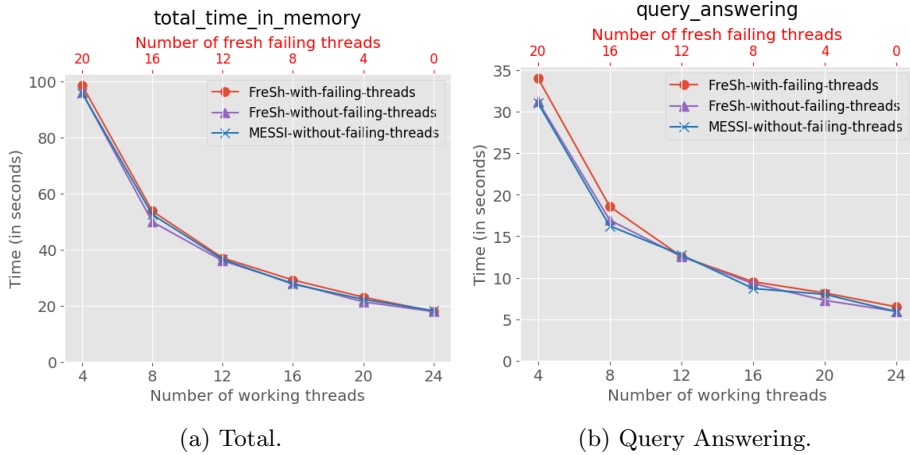 total_time_in_memory
Number of fresh failing threads
20 16 12 8 4 0
100
80
60
40
20
0
Time (in seconds)
FreSh-with-failing-threads
FreSh-without-failing-threads
MESSI-without-failing-threads
4 8 12 16 20 24
Number of working threads
(a) Total.
query_answering
Number of fresh failing threads
20 16 12 8 4 0
35
30
25
20
15
10
5
0
Time (in seconds)
FreSh-with-failing-threads
FreSh-without-failing-threads
MESSI-without-failing-threads
4 8 12 16 20 24
Number of working threads
(b) Query Answering.